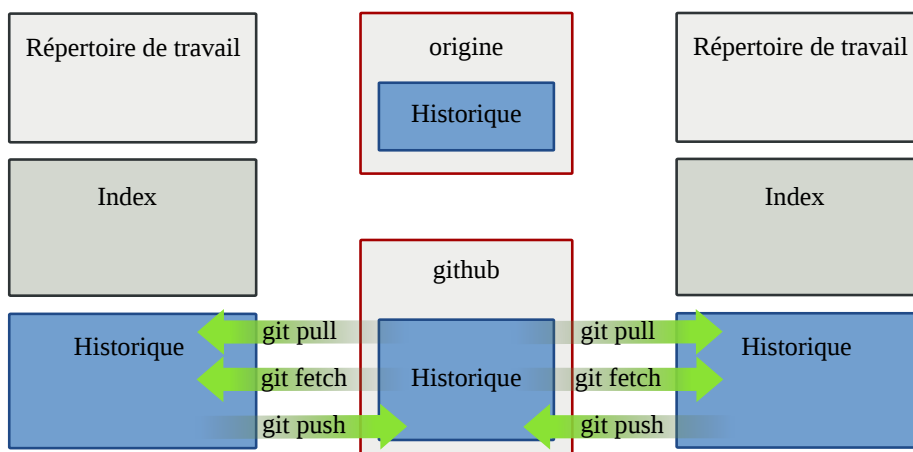 Répertoire de travail
origine
Répertoire de travail
Historique
Index
Index
github
git pull
git pull
Historique
Historique
git fetch
Historique
git fetch
git push
git push